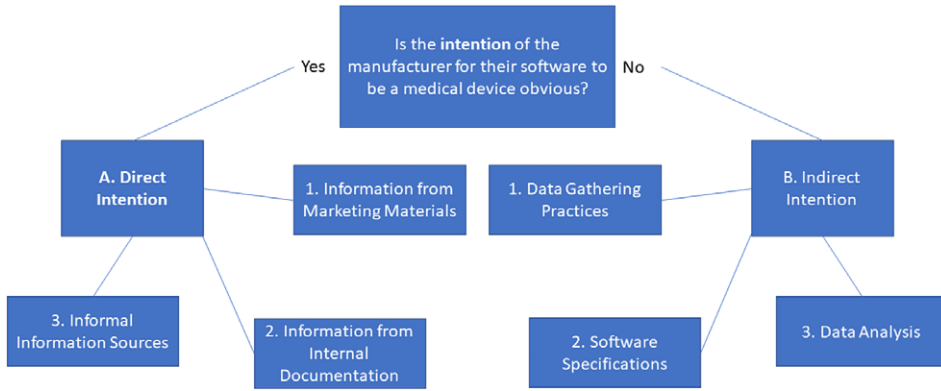 Is the intention of the
manufacturer for their software to
be a medical device obvious?
Yes
No
A. Direct
Intention
1. Information from
Marketing Materials
1. Data Gathering
Practices
B. Indirect
Intention
3. Informal
Information Sources
2. Information from
Internal
Documentation
2. Software
Specifications
3. Data Analysis